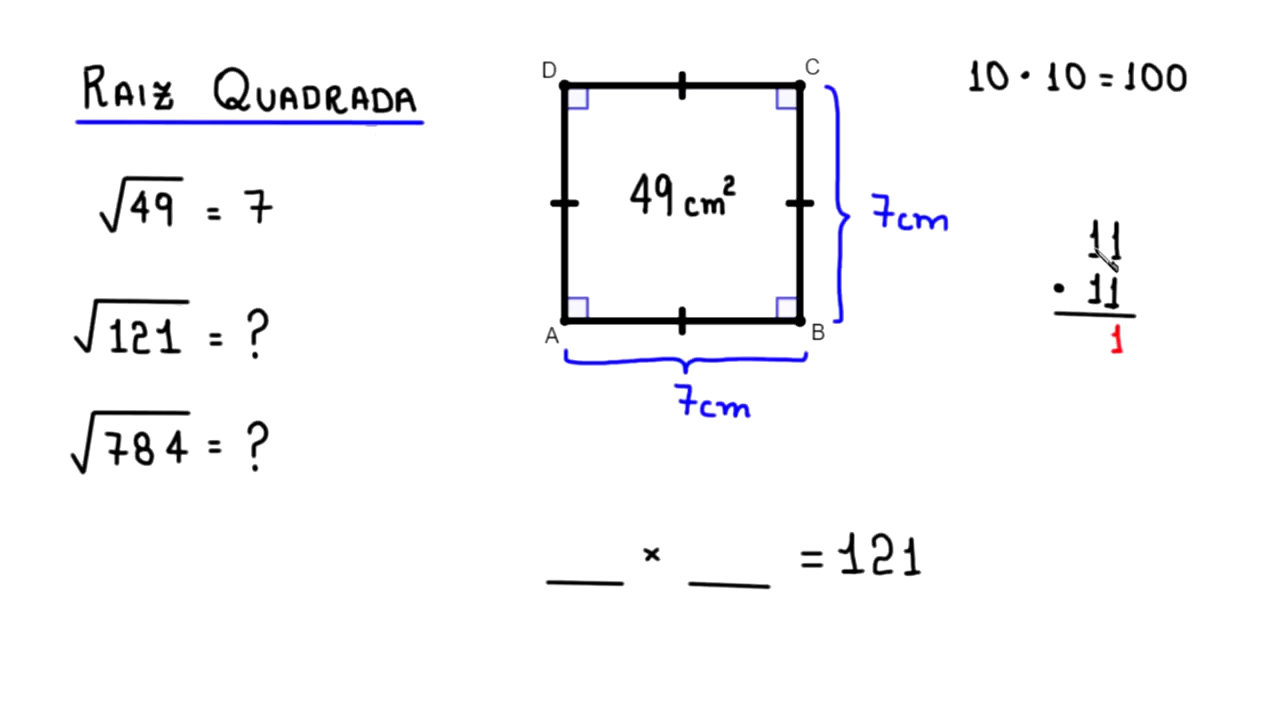 RAIZ QUADRADA
√49 = 7
√121 = ?
√784 = ?
D
C
49 cm²
7cm
A
B
7cm
10 · 10 = 100
11
· 11
1
___ × ___ = 121